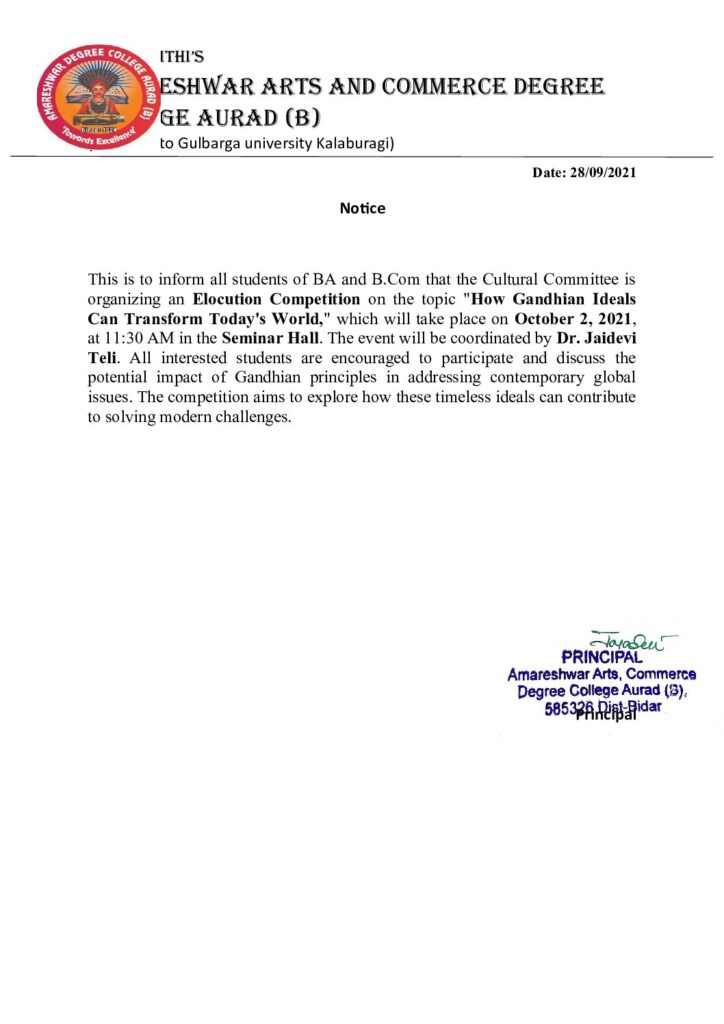 AMARESHWAR DEGREE COLLEGE AURAD (B)
"Towards Excellence"
ITHI'S
ESHWAR ARTS AND COMMERCE DEGREE
GE AURAD (B)
to Gulbarga university Kalaburagi)
Date: 28/09/2021
Notice
This is to inform all students of BA and B.Com that the Cultural Committee is
organizing an Elocution Competition on the topic "How Gandhian Ideals
Can Transform Today's World," which will take place on October 2, 2021,
at 11:30 AM in the Seminar Hall. The event will be coordinated by Dr. Jaidevi
Teli. All interested students are encouraged to participate and discuss the
potential impact of Gandhian principles in addressing contemporary global
issues. The competition aims to explore how these timeless ideals can contribute
to solving modern challenges.
PRINCIPAL
Amareshwar Arts, Commerce
Degree College Aurad (B),
585326 Dist-Bidar
Principal